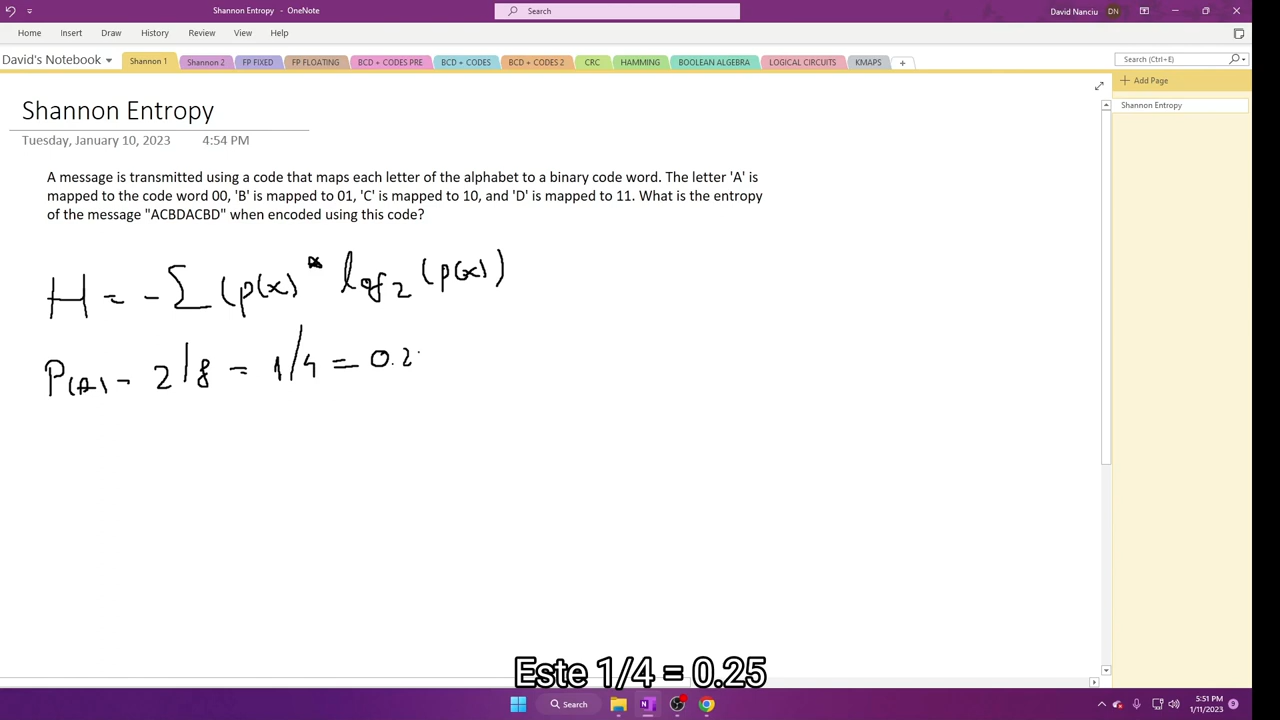 Shannon Entropy - OneNote
Search
David Nanciu DN
Home Insert Draw History Review View Help
David's Notebook Shannon 1 Shannon 2 FP FIXED FP FLOATING BCD + CODES PRE BCD + CODES BCD + CODES 2 CRC HAMMING BOOLEAN ALGEBRA LOGICAL CIRCUITS KMAPS
Search (Ctrl+E)
Add Page
Shannon Entropy
Shannon Entropy
Tuesday, January 10, 2023 4:54 PM
A message is transmitted using a code that maps each letter of the alphabet to a binary code word. The letter 'A' is
mapped to the code word 00, 'B' is mapped to 01, 'C' is mapped to 10, and 'D' is mapped to 11. What is the entropy
of the message "ACBDACBD" when encoded using this code?
H = - Σ (p(x) * log2 (p(x))
P(A) - 2/8 = 1/4 = 0.2
Este 1/4 = 0.25
Search
5:51 PM
1/11/2023